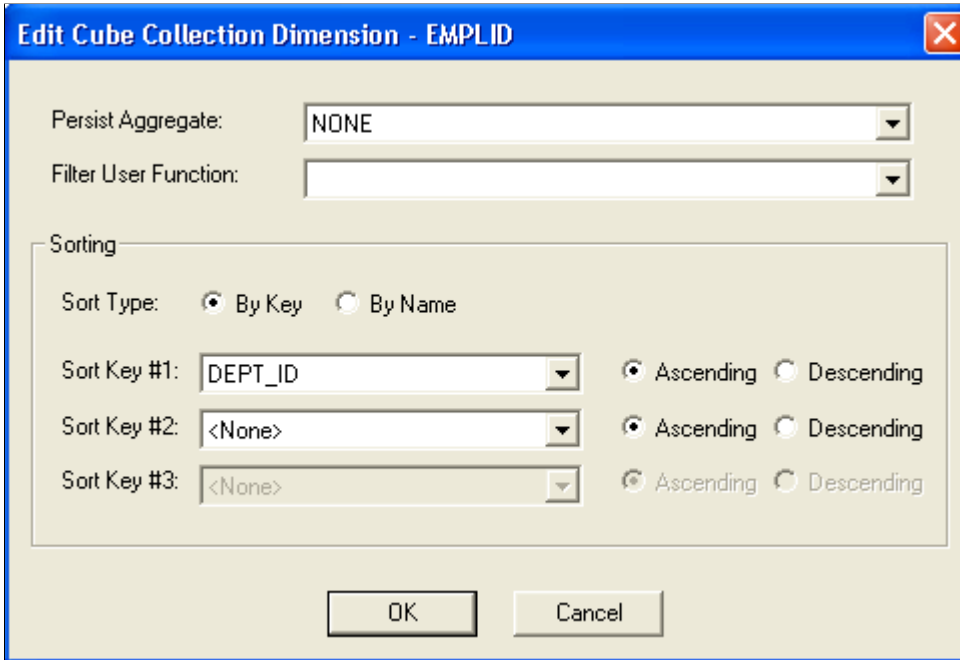 Edit Cube Collection Dimension - EMPLID
Persist Aggregate: NONE
Filter User Function:
Sorting
Sort Type: By Key By Name
Sort Key #1: DEPT_ID Ascending Descending
Sort Key #2: <None> Ascending Descending
Sort Key #3: <None> Ascending Descending
OK Cancel